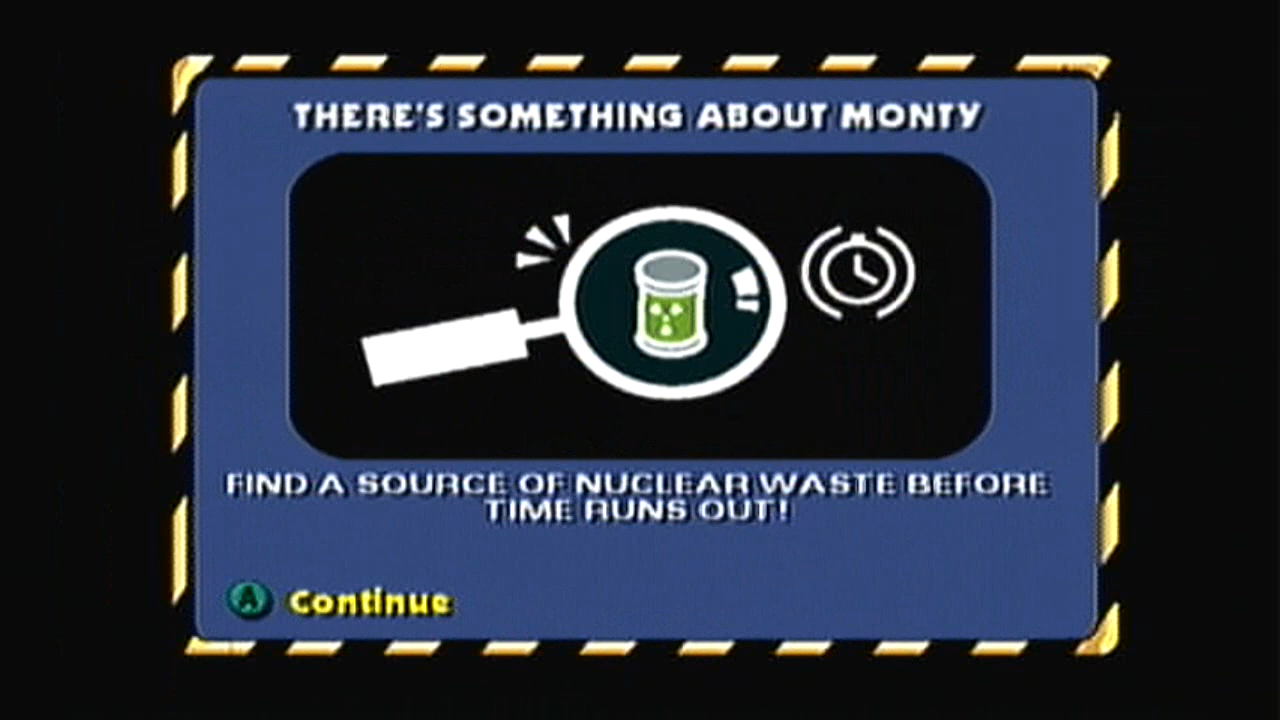 THERE'S SOMETHING ABOUT MONTY
FIND A SOURCE OF NUCLEAR WASTE BEFORE
TIME RUNS OUT!
A Continue